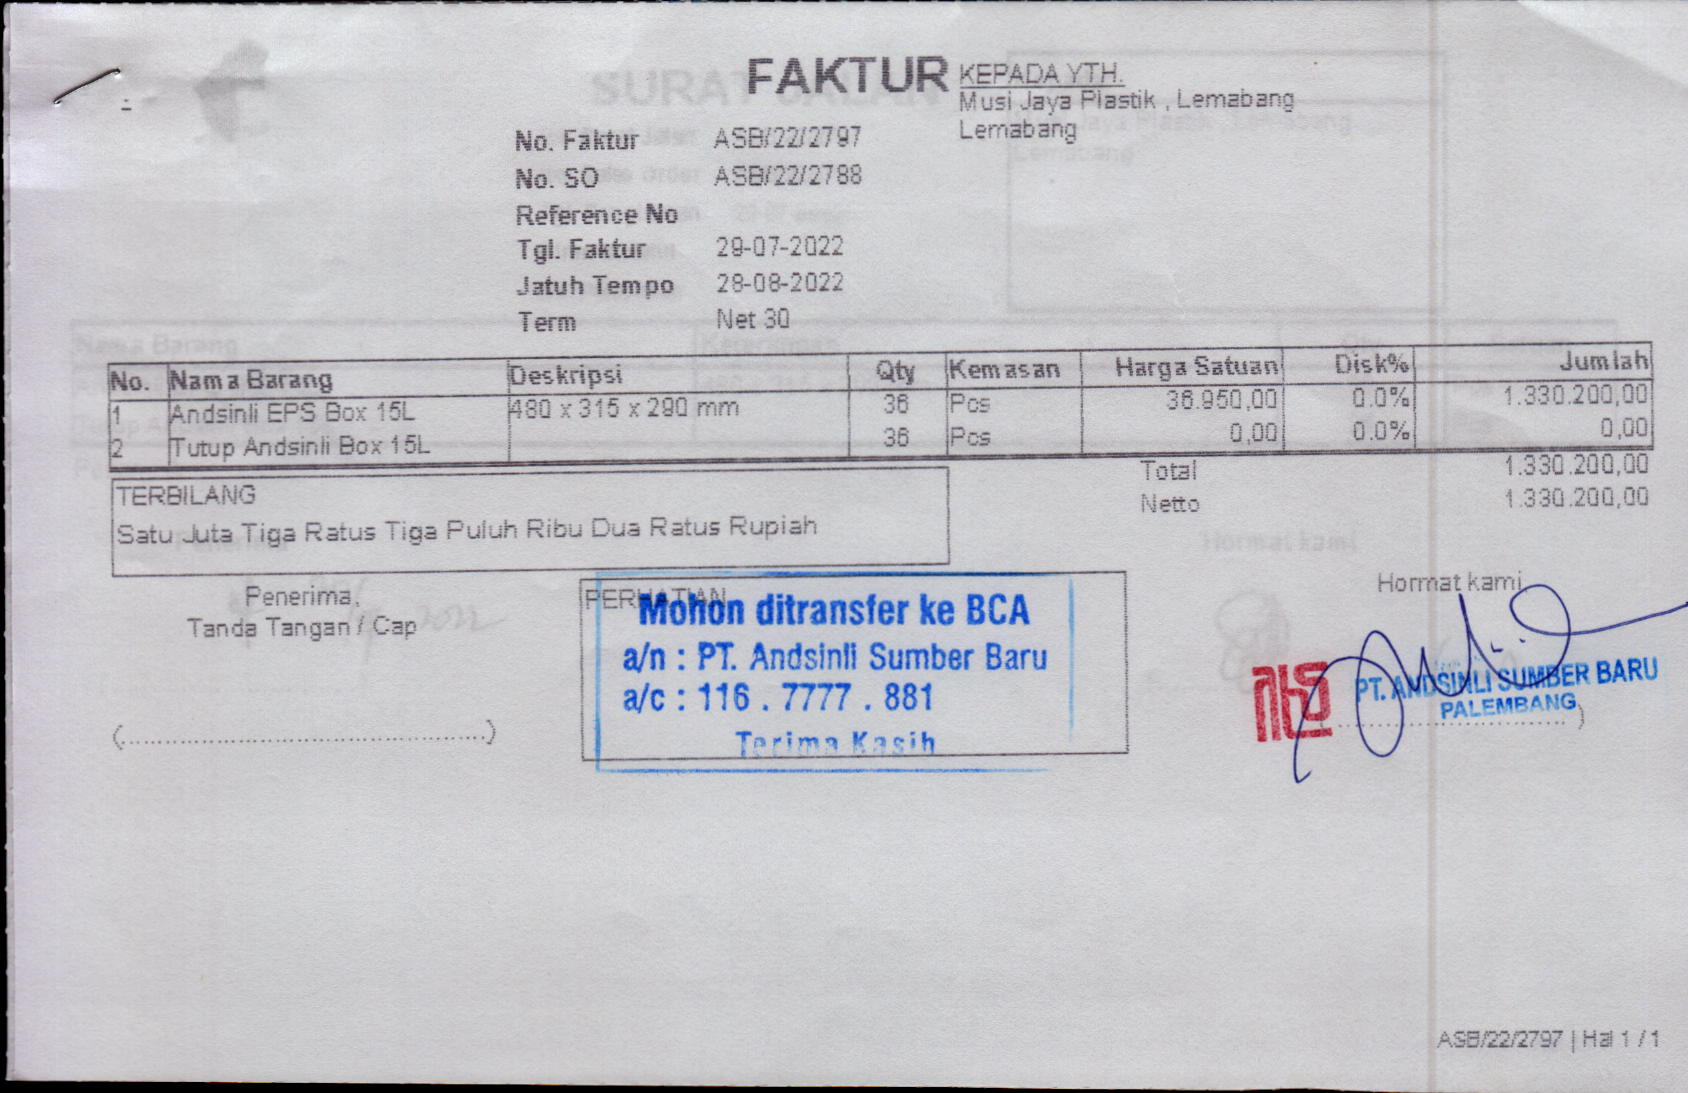 FAKTUR
KEPADA YTH.
Musi Jaya Plastik , Lemabang
Lemabang
No. Faktur ASB/22/2797
No. SO ASB/22/2788
Reference No
Tgl. Faktur 29-07-2022
Jatuh Tempo 28-08-2022
Term Net 30
No. Nama Barang Deskripsi Qty Kemasan Harga Satuan Disk% Jumlah
1 Andsinli EPS Box 15L 480 x 315 x 290 mm 36 Pcs 36.950,00 0.0% 1.330.200,00
2 Tutup Andsinli Box 15L 36 Pcs 0,00 0.0% 0,00
Total 1.330.200,00
Netto 1.330.200,00
TERBILANG
Satu Juta Tiga Ratus Tiga Puluh Ribu Dua Ratus Rupiah
Penerima,
Tanda Tangan / Cap
(.....................................................)
PERHATIAN
Mohon ditransfer ke BCA
a/n : PT. Andsinli Sumber Baru
a/c : 116 . 7777 . 881
Terima Kasih
Hormat kami
PT. ANDSINLI SUMBER BARU
PALEMBANG
ASB/22/2797 | Hal 1 / 1